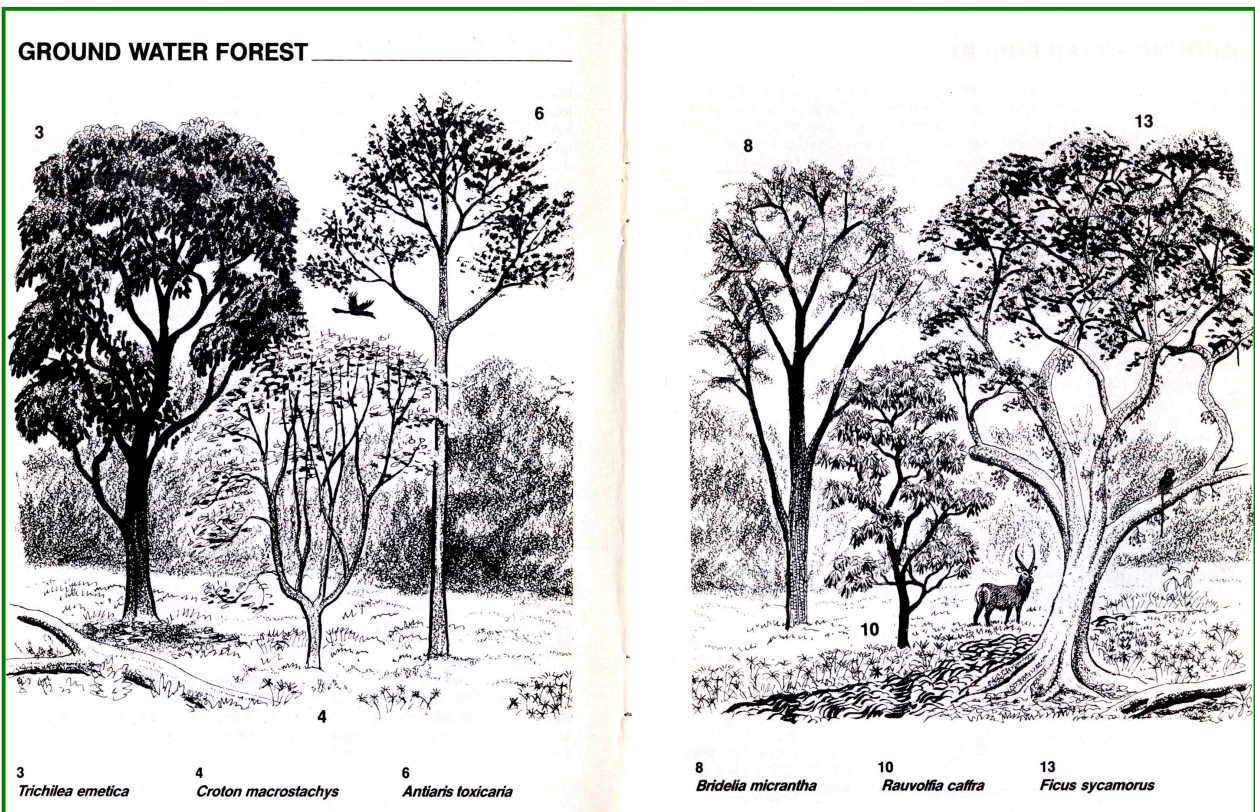 GROUND WATER FOREST
3
6
4
8
13
10
3
Trichilea emetica
4
Croton macrostachys
6
Antiaris toxicaria
8
Bridelia micrantha
10
Rauvolfia caffra
13
Ficus sycamorus